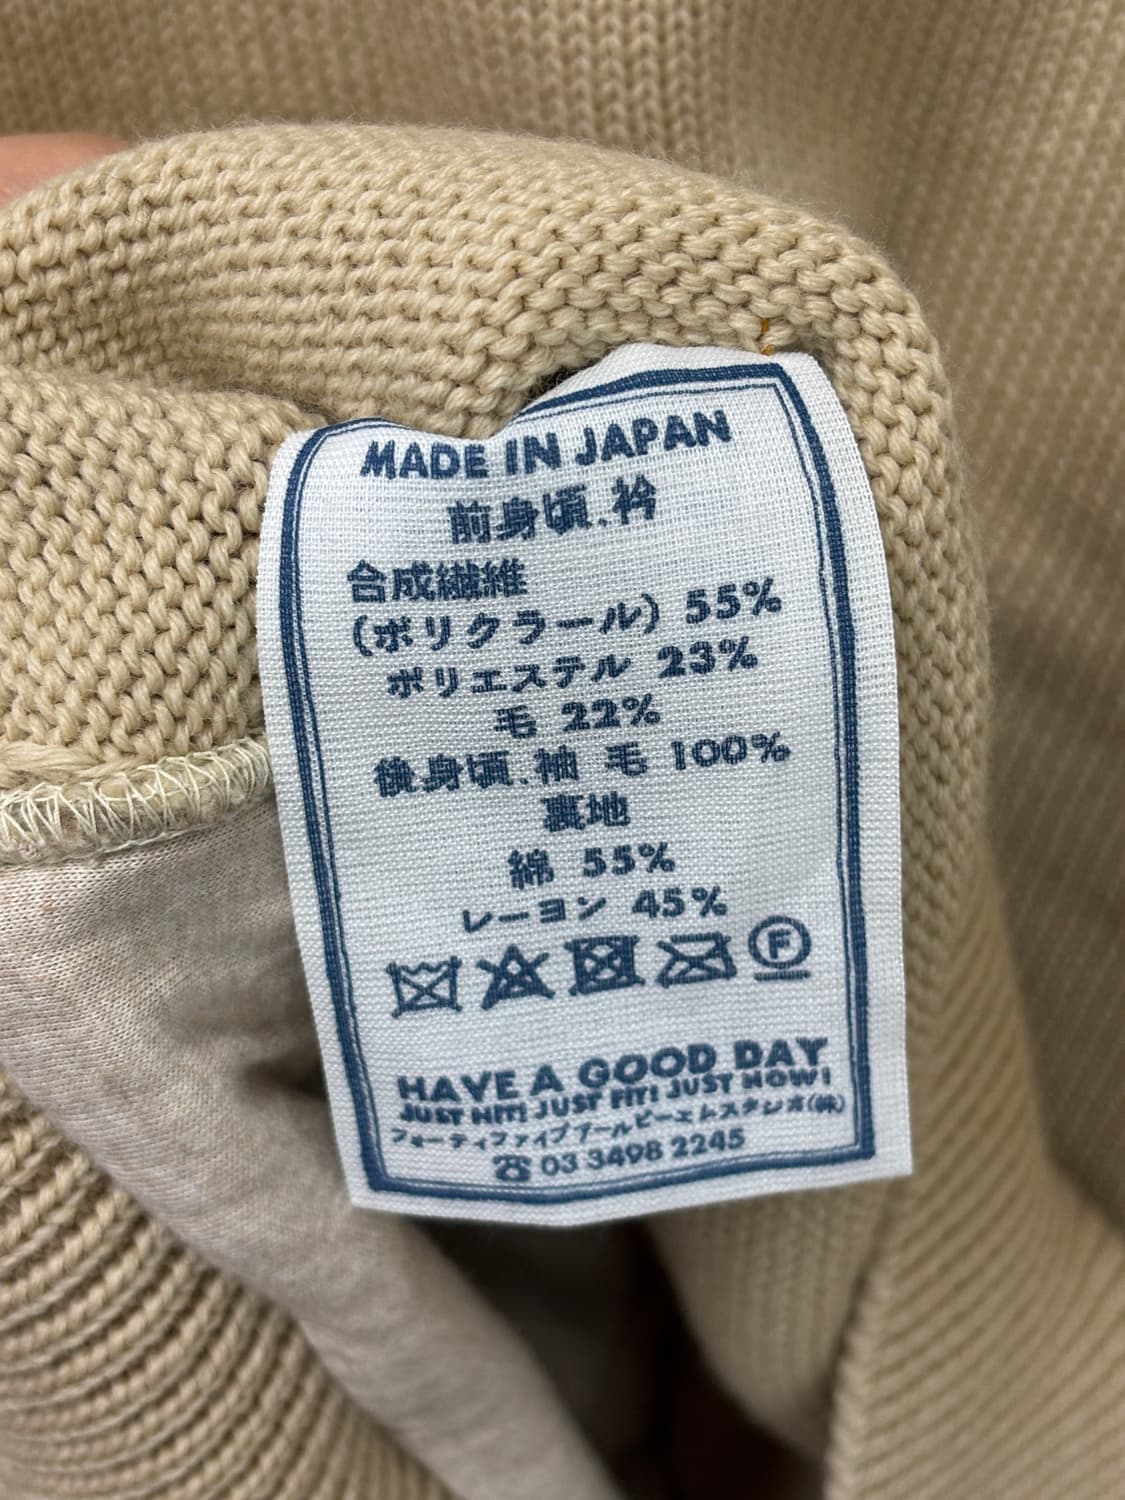 MADE IN JAPAN
前身頃.衿
合成繊維
(ポリクラール) 55%
ポリエステル 23%
毛 22%
後身頃.袖 毛 100%
裏地
綿 55%
レーヨン 45%
F
HAVE A GOOD DAY
JUST HIT! JUST FIT! JUST NOW!
フォーティファイブアールピーエムスタジオ(株)
☎ 03 3498 2245